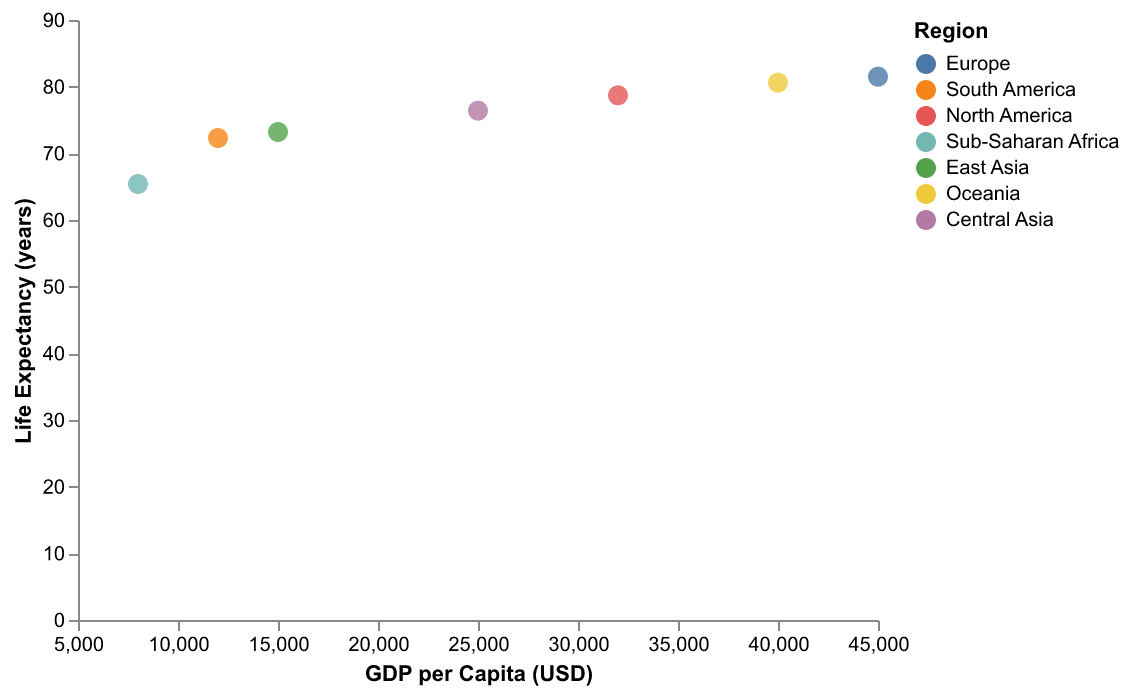 90
80
70
60
50
40
30
20
10
0
Life Expectancy (years)
5,000 10,000 15,000 20,000 25,000 30,000 35,000 40,000 45,000
GDP per Capita (USD)
Region
Europe
South America
North America
Sub-Saharan Africa
East Asia
Oceania
Central Asia